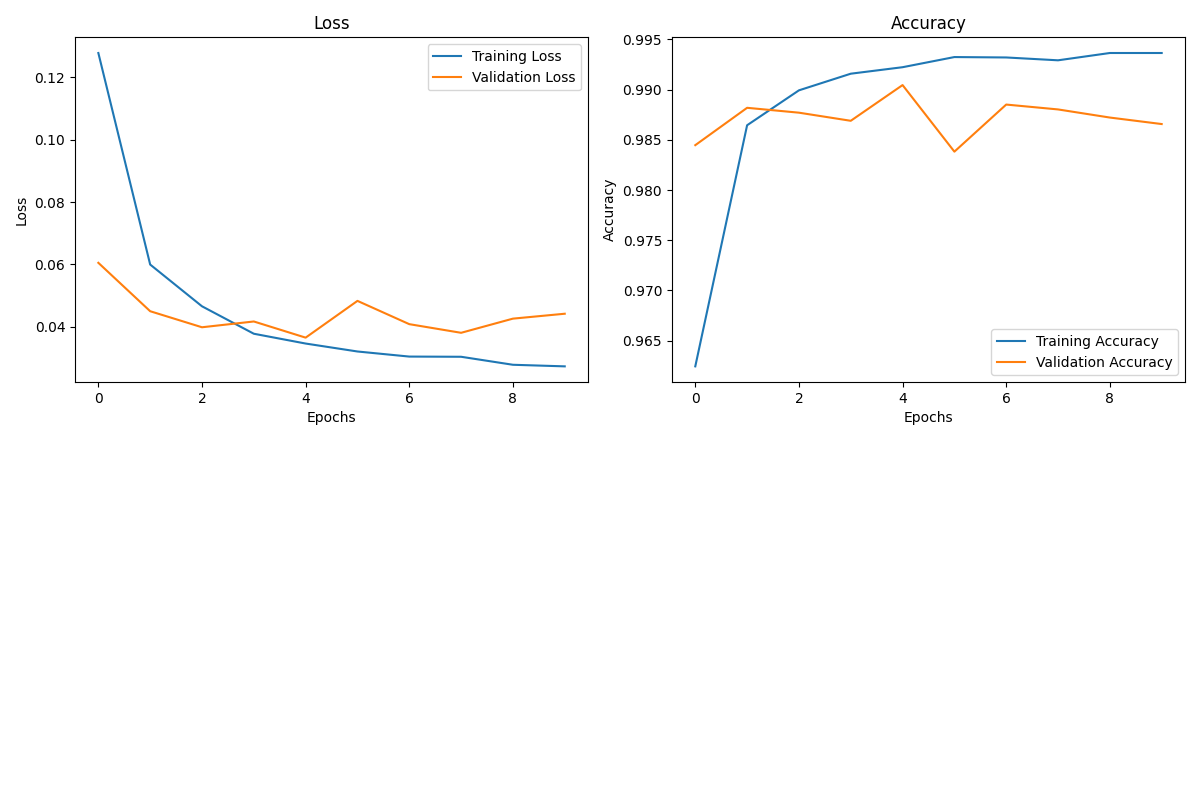 Loss
Training Loss
Validation Loss
0.12
0.10
0.08
0.06
0.04
Loss
0 2 4 6 8
Epochs
Accuracy
0.995
0.990
0.985
0.980
0.975
0.970
0.965
Accuracy
Training Accuracy
Validation Accuracy
0 2 4 6 8
Epochs